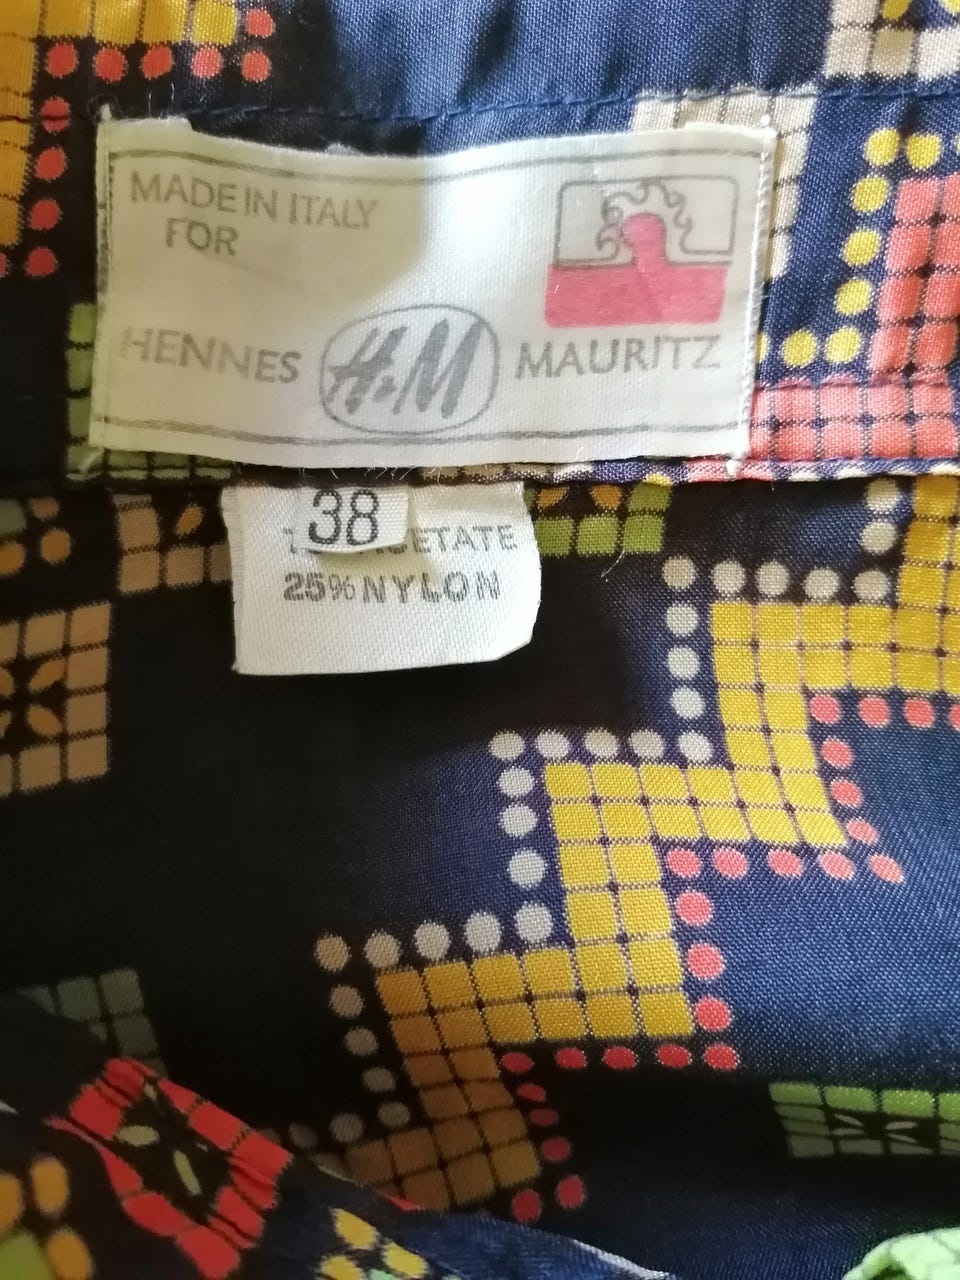 MADE IN ITALY
FOR
HENNES H&M MAURITZ
38
25% NYLON